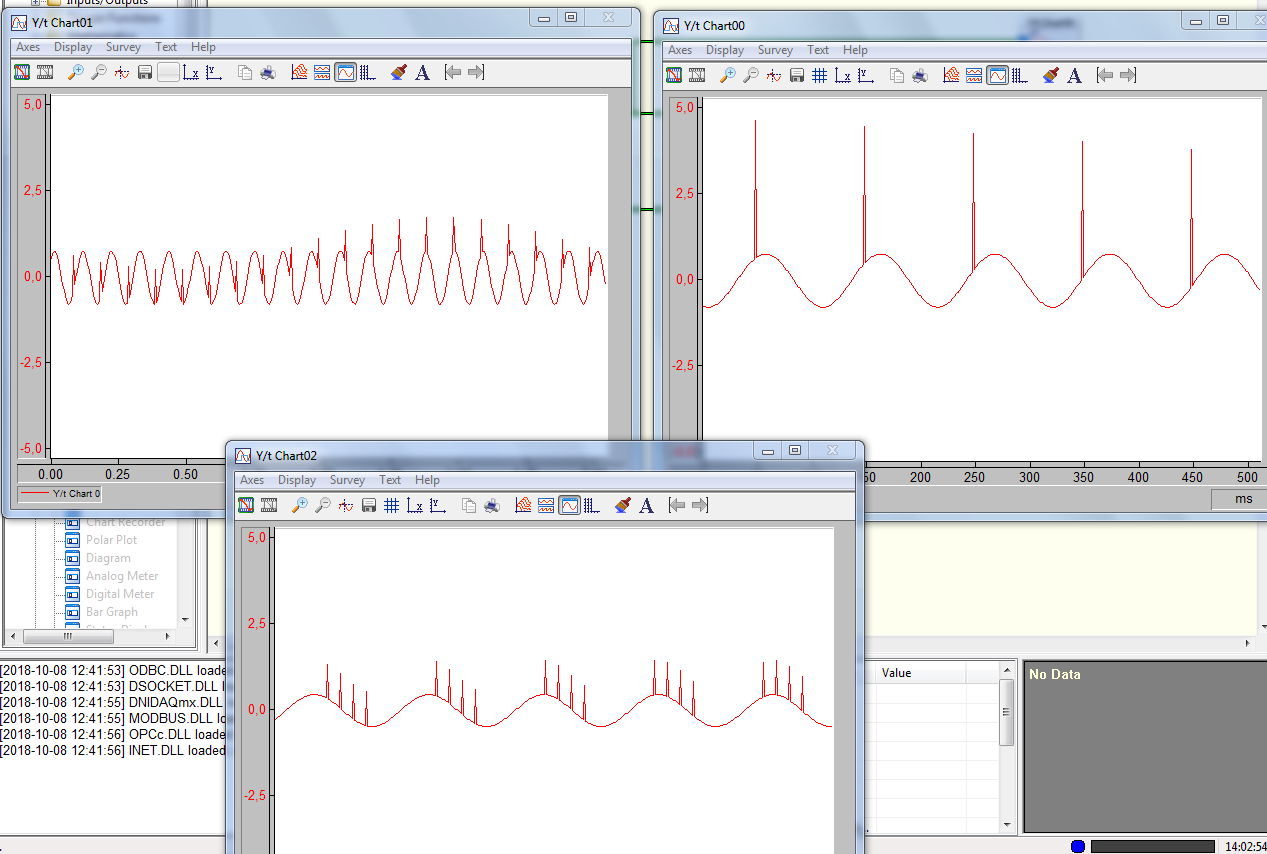 Inputs/Outputs
Y/t Chart01
Axes Display Survey Text Help
5,0
2,5
0,0
-2,5
-5,0
0.00 0.25 0.50
Y/t Chart 0
Y/t Chart00
Axes Display Survey Text Help
5,0
2,5
0,0
-2,5
50 200 250 300 350 400 450 500
ms
Y/t Chart02
Axes Display Survey Text Help
5,0
2,5
0,0
-2,5
Chart Recorder
Polar Plot
Diagram
Analog Meter
Digital Meter
Bar Graph
[2018-10-08 12:41:53] ODBC.DLL loade
[2018-10-08 12:41:53] DSOCKET.DLL l
[2018-10-08 12:41:55] DNIDAQmx.DLL
[2018-10-08 12:41:55] MODBUS.DLL lo
[2018-10-08 12:41:56] OPCc.DLL loade
[2018-10-08 12:41:56] INET.DLL loaded
Value
No Data
14:02:54